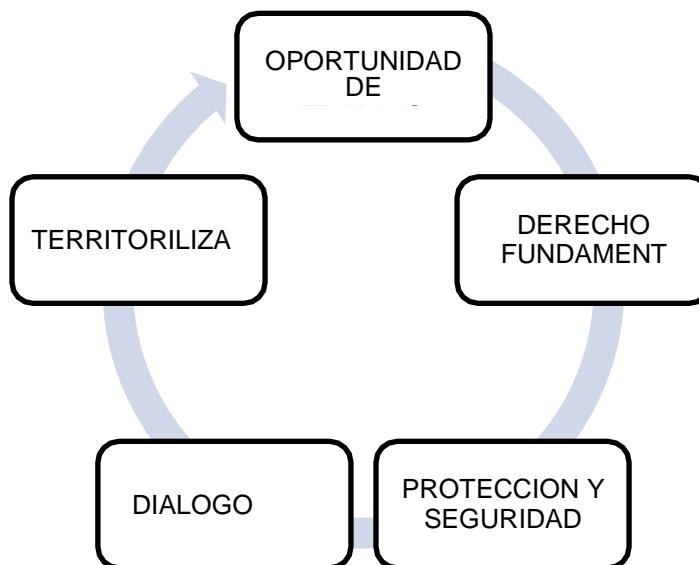 OPORTUNIDAD
DE
DERECHO
FUNDAMENT
PROTECCION Y
SEGURIDAD
DIALOGO
TERRITORILIZA